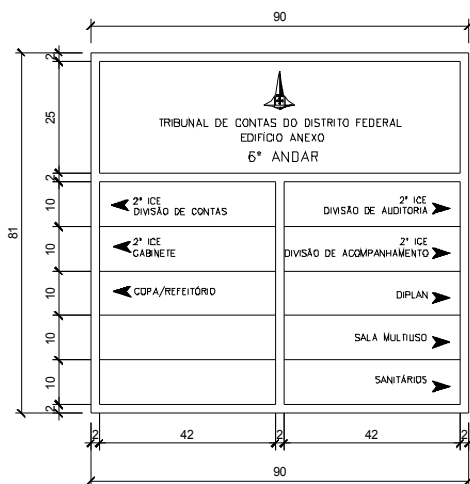 90
2
25
2
10
10
10
10
10
2
81
TRIBUNAL DE CONTAS DO DISTRITO FEDERAL
EDIFÍCIO ANEXO
6° ANDAR
2° ICE
DIVISÃO DE CONTAS
2° ICE
GABINETE
COPA/REFEITÓRIO
2° ICE
DIVISÃO DE AUDITORIA
2° ICE
DIVISÃO DE ACOMPANHAMENTO
DIPLAN
SALA MULTIUSO
SANITÁRIOS
2
42
2
42
2
90